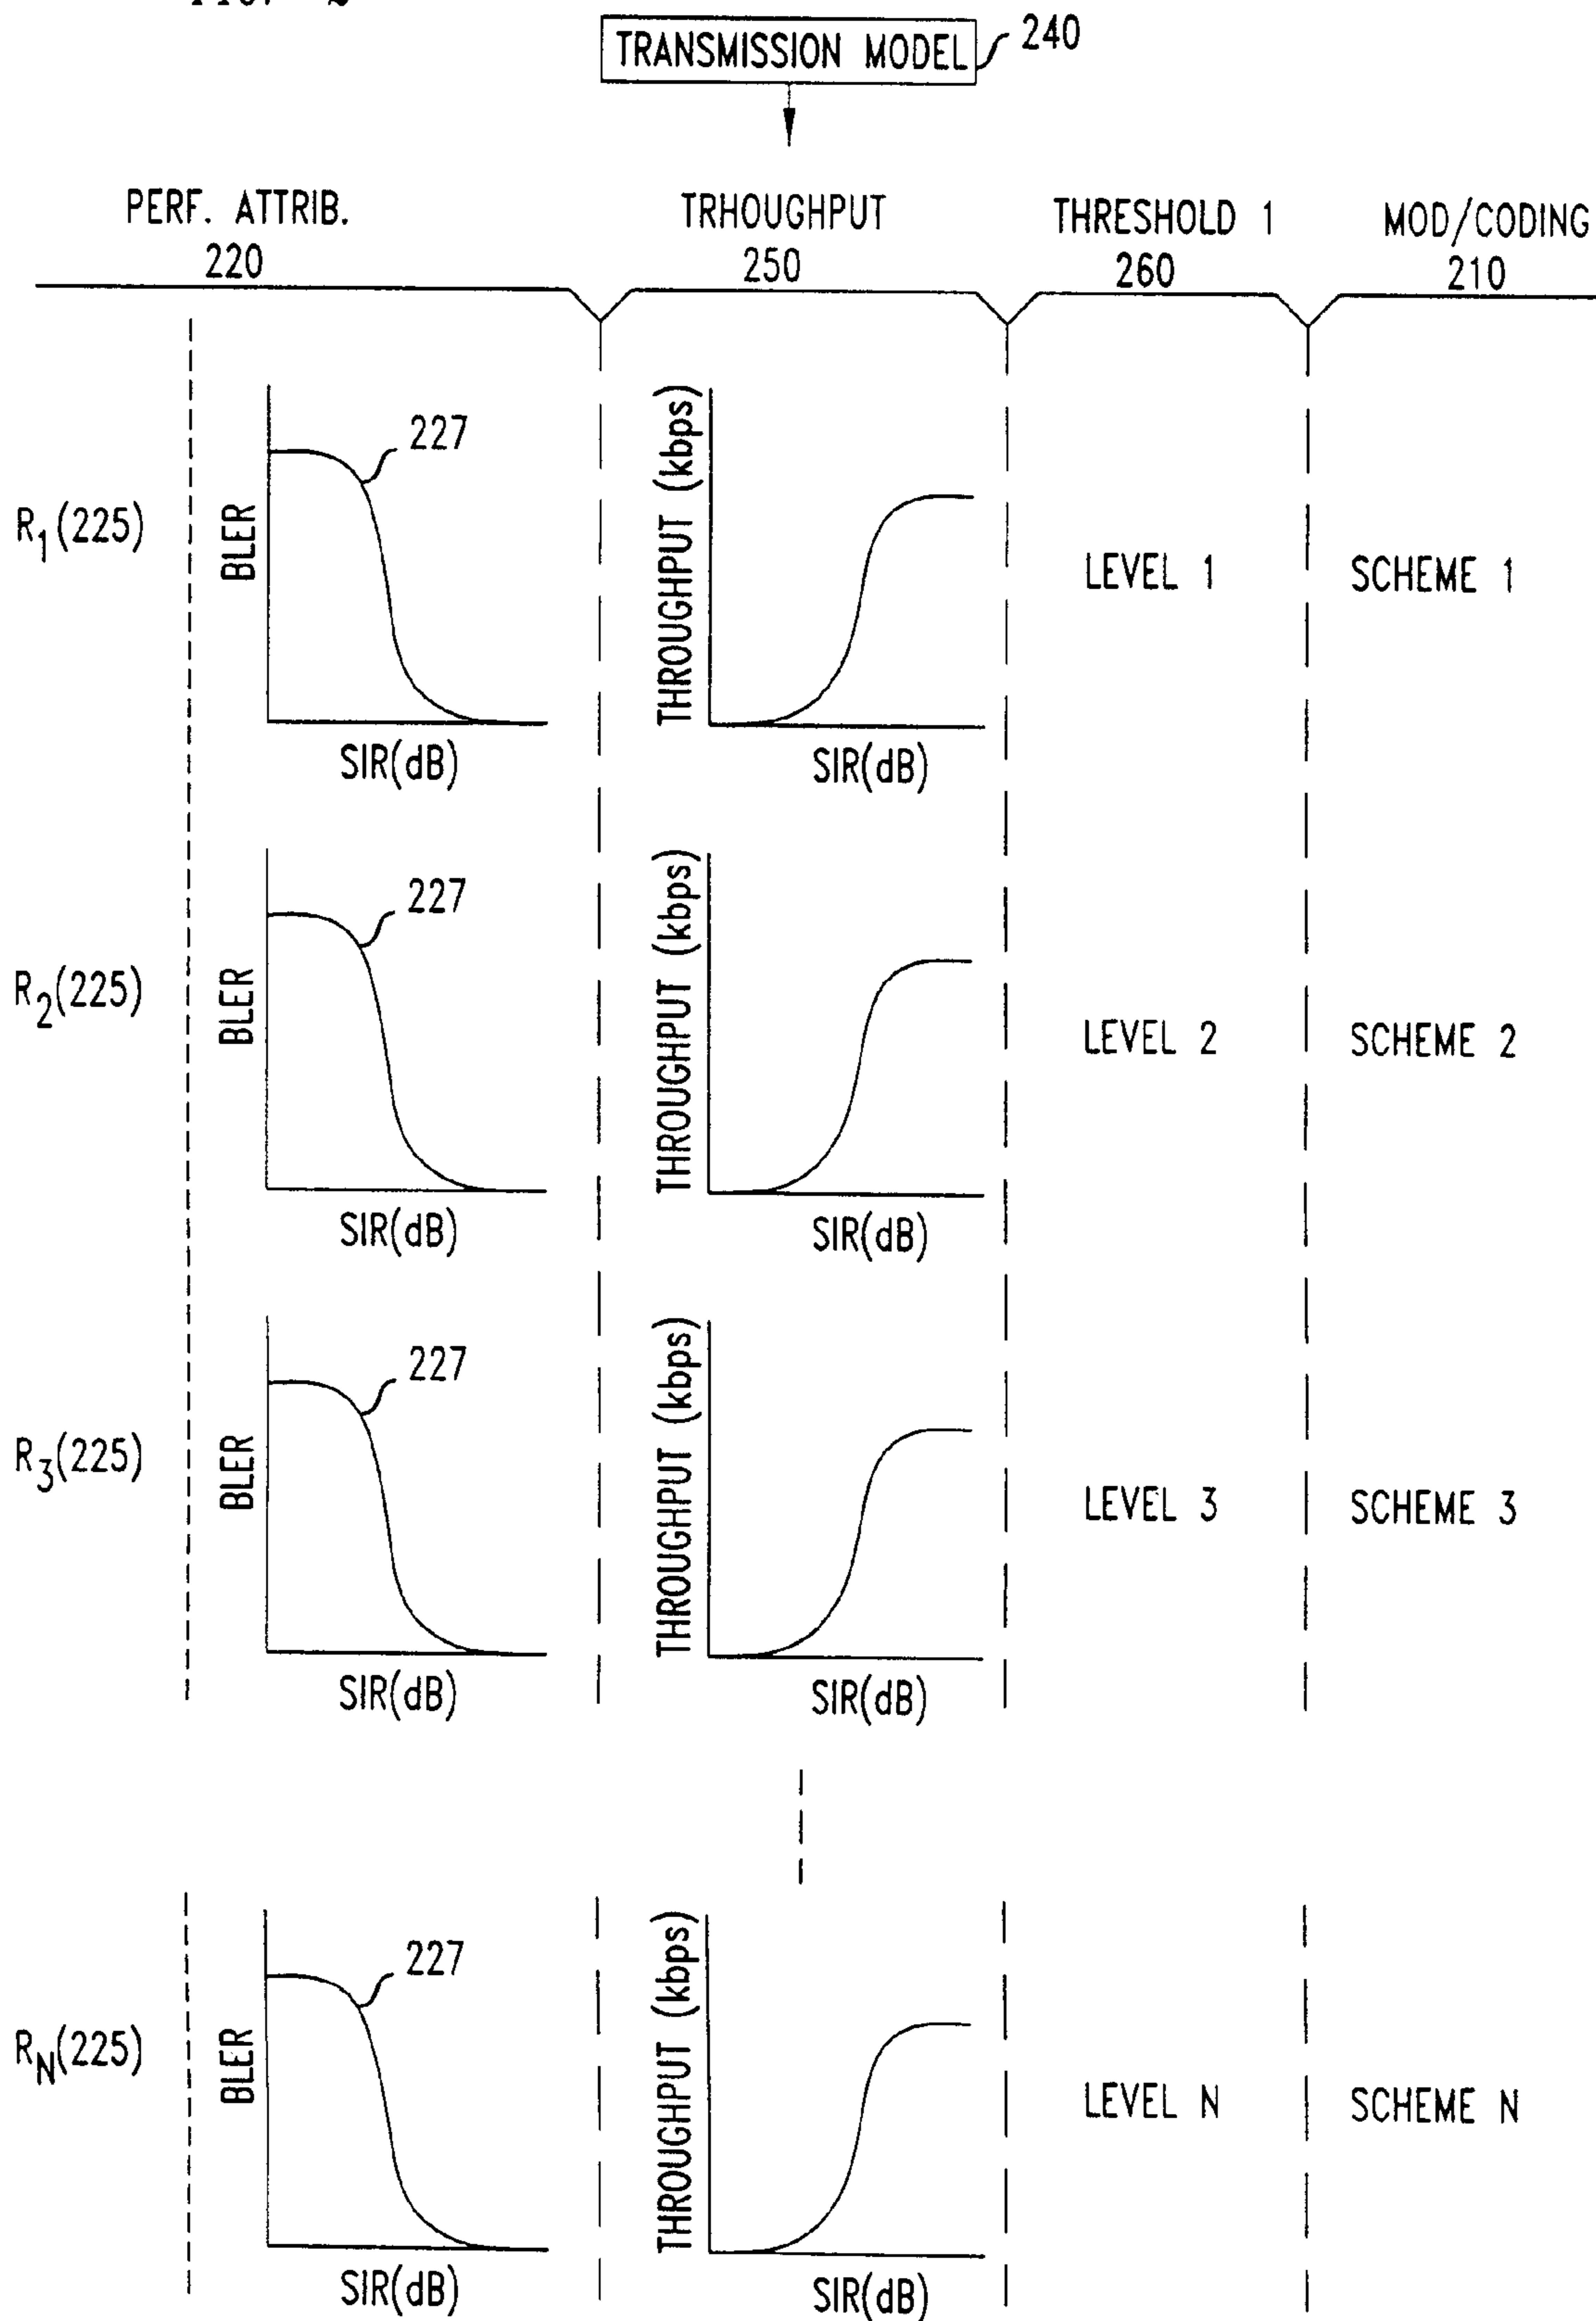 TRANSMISSION MODEL 240
PERF. ATTRIB. TRHOUGHPUT THRESHOLD 1 MOD/CODING
220 250 260 210
227
R1(225) BLER THROUGHPUT (kbps) LEVEL 1 SCHEME 1
SIR(dB) SIR(dB)
227
R2(225) BLER THROUGHPUT (kbps) LEVEL 2 SCHEME 2
SIR(dB) SIR(dB)
227
R3(225) BLER THROUGHPUT (kbps) LEVEL 3 SCHEME 3
SIR(dB) SIR(dB)
227
RN(225) BLER THROUGHPUT (kbps) LEVEL N SCHEME N
SIR(dB) SIR(dB)